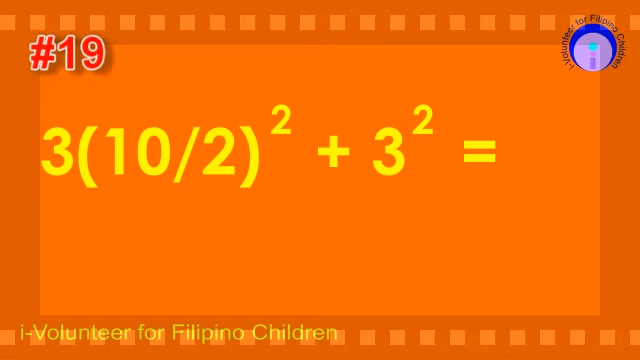 #19
i-Volunteer for Filipino Children
i
3(10/2)² + 3² =
i-Volunteer for Filipino Children